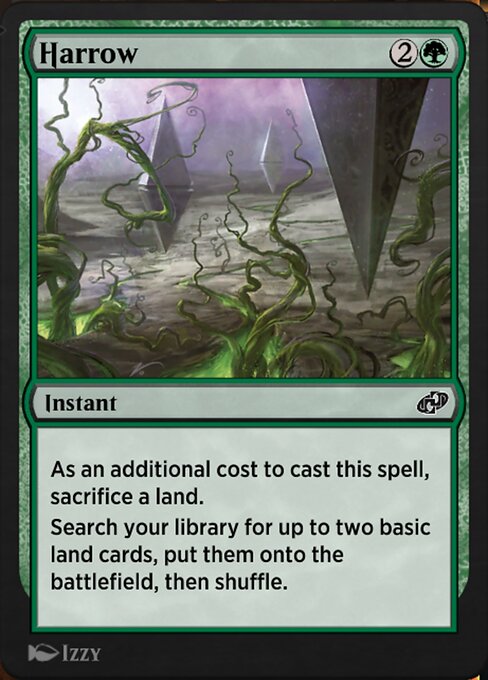 Harrow 2
Instant
As an additional cost to cast this spell,
sacrifice a land.
Search your library for up to two basic
land cards, put them onto the
battlefield, then shuffle.
Izzy